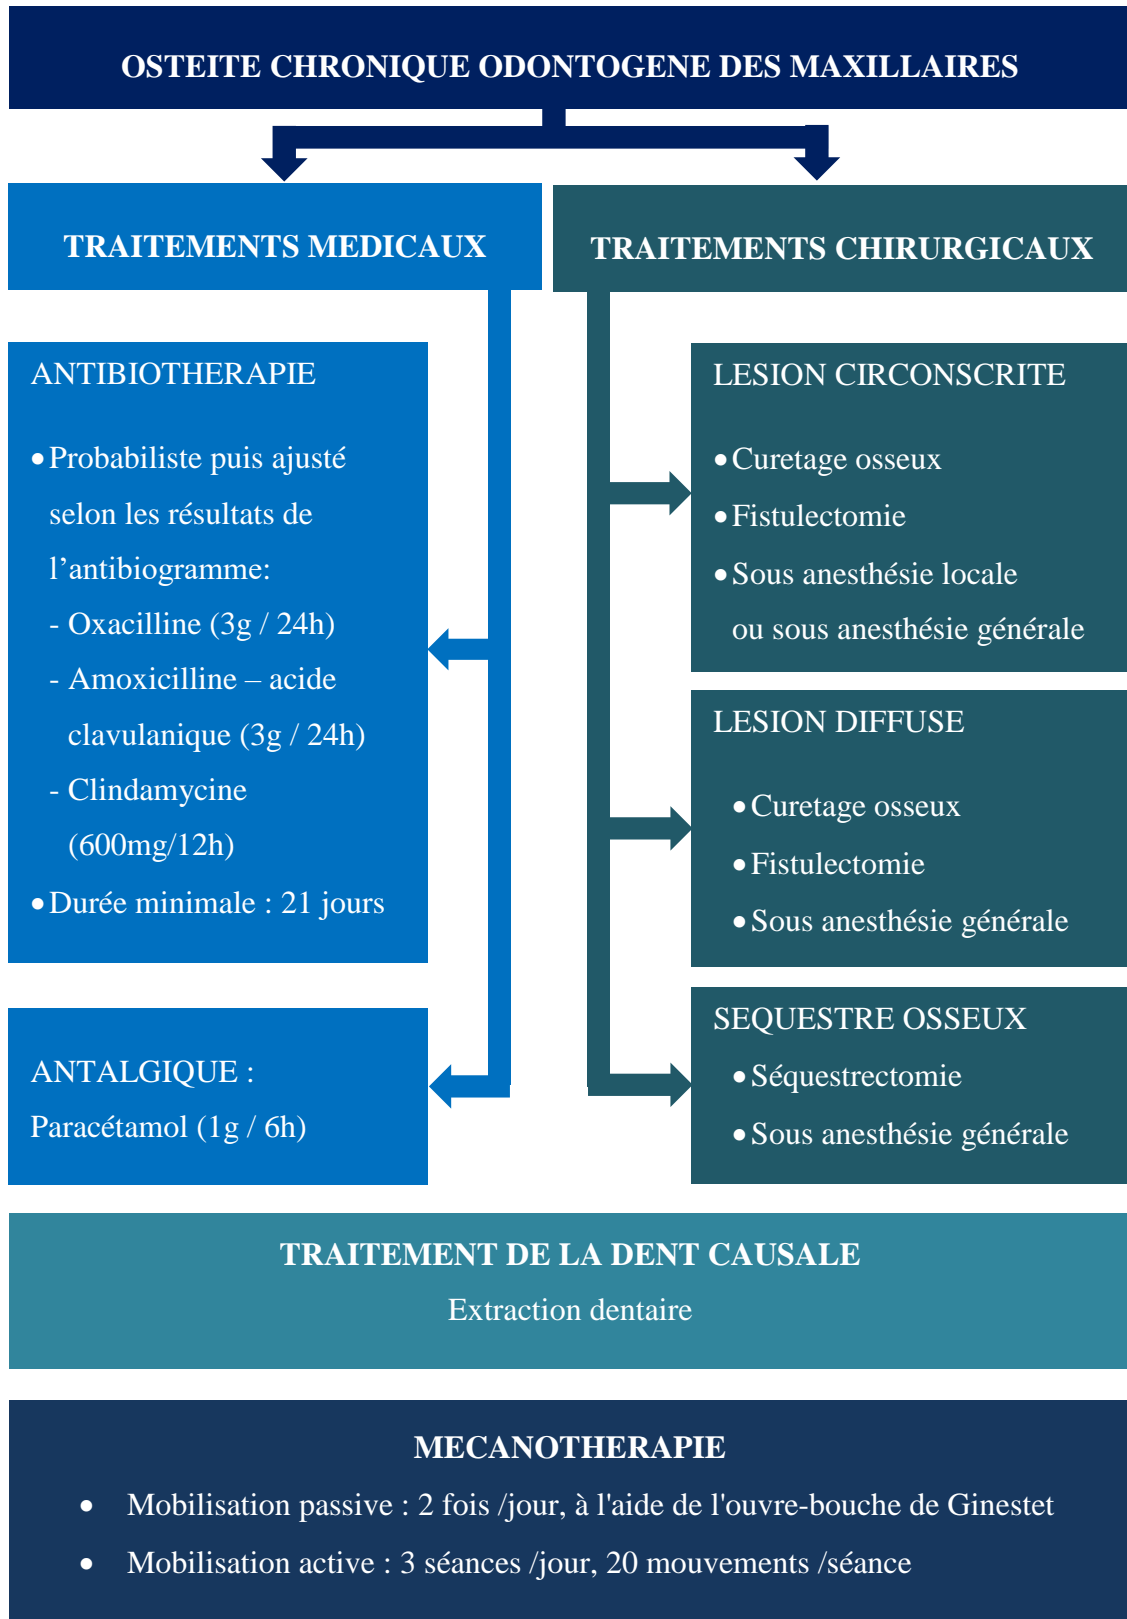 OSTEITE CHRONIQUE ODONTOGENE DES MAXILLAIRES
TRAITEMENTS MEDICAUX
ANTIBIOTHERAPIE
•Probabiliste puis ajusté
selon les résultats de
l’antibiogramme:
- Oxacilline (3g / 24h)
- Amoxicilline – acide
clavulanique (3g / 24h)
- Clindamycine
(600mg/12h)
•Durée minimale : 21 jours
ANTALGIQUE :
Paracétamol (1g / 6h)
TRAITEMENTS CHIRURGICAUX
LESION CIRCONSCRITE
•Curetage osseux
•Fistulectomie
•Sous anesthésie locale
ou sous anesthésie générale
LESION DIFFUSE
•Curetage osseux
•Fistulectomie
•Sous anesthésie générale
SEQUESTRE OSSEUX
•Séquestrectomie
•Sous anesthésie générale
TRAITEMENT DE LA DENT CAUSALE
Extraction dentaire
MECANOTHERAPIE
• Mobilisation passive : 2 fois /jour, à l'aide de l'ouvre-bouche de Ginestet
• Mobilisation active : 3 séances /jour, 20 mouvements /séance